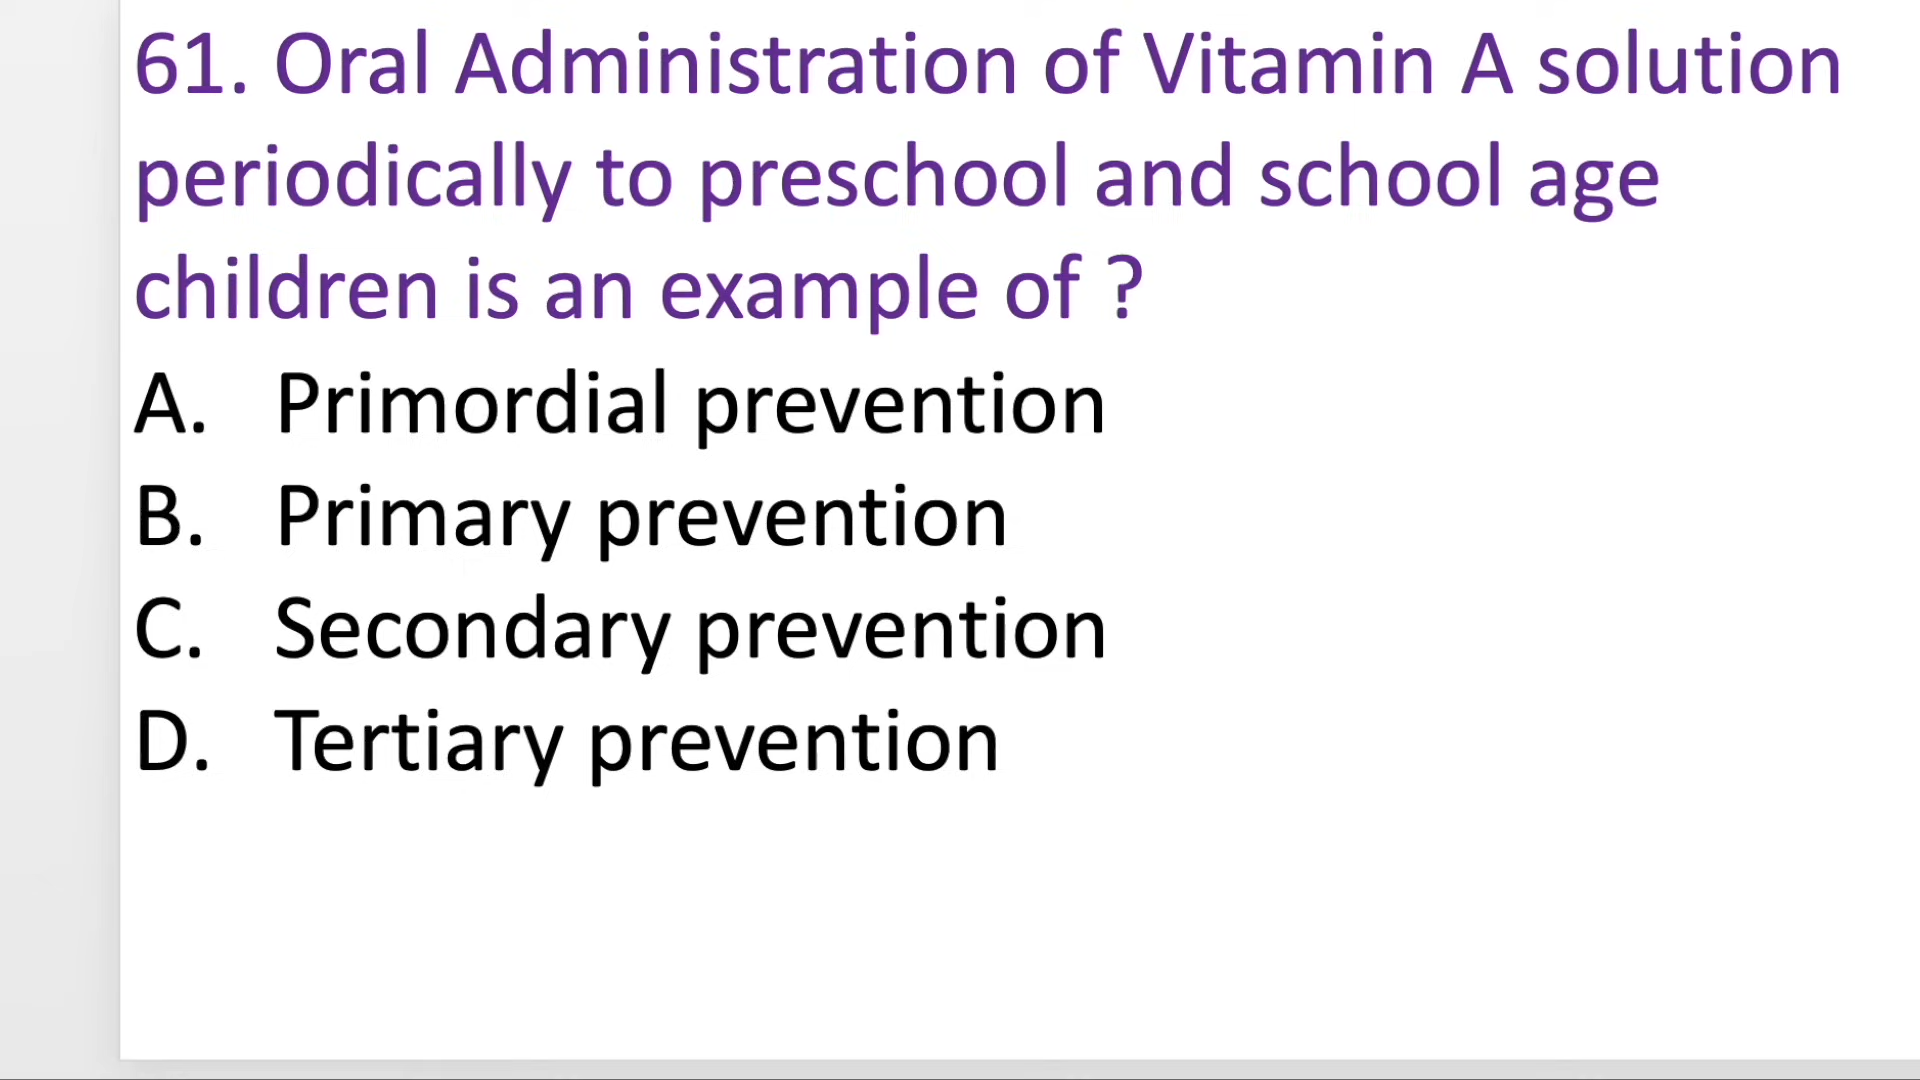 61. Oral Administration of Vitamin A solution
periodically to preschool and school age
children is an example of ?
A. Primordial prevention
B. Primary prevention
C. Secondary prevention
D. Tertiary prevention